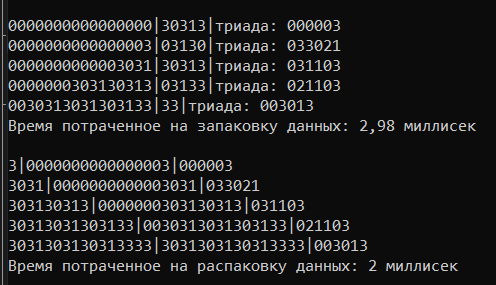 0000000000000000|30313|триада: 000003
0000000000000003|03130|триада: 033021
0000000000003031|30313|триада: 031103
0000000303130313|03133|триада: 021103
0030313031303133|33|триада: 003013
Время потраченное на запаковку данных: 2,98 миллисек
3|0000000000000003|000003
3031|0000000000003031|033021
303130313|0000000303130313|031103
30313031303133|0030313031303133|021103
3031303130313333|3031303130313333|003013
Время потраченное на распаковку данных: 2 миллисек